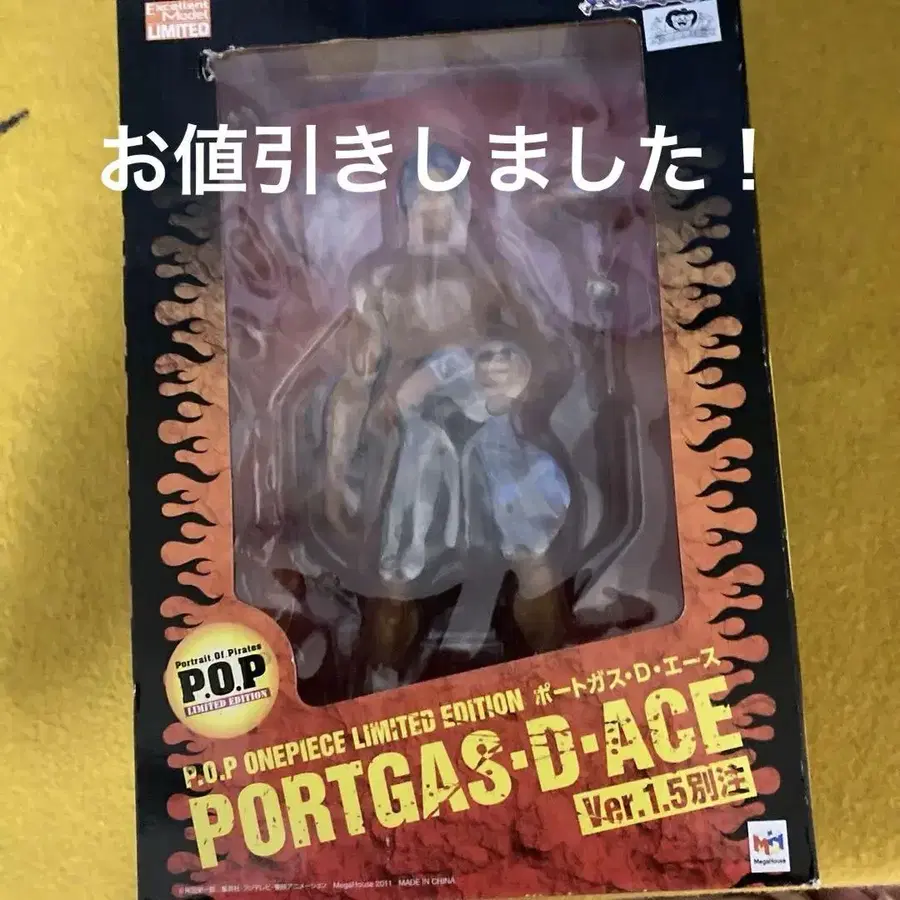 Excellent
Model
LIMITED
お値引きしました！
Portrait.Of.Pirates
P.O.P
LIMITED EDITION
P.O.P ONEPIECE LIMITED EDITION ポートガス・D・エース
PORTGAS・D・ACE
Ver.1.5別注
MegaHouse
MegaHouse 2011 MADE IN CHINA